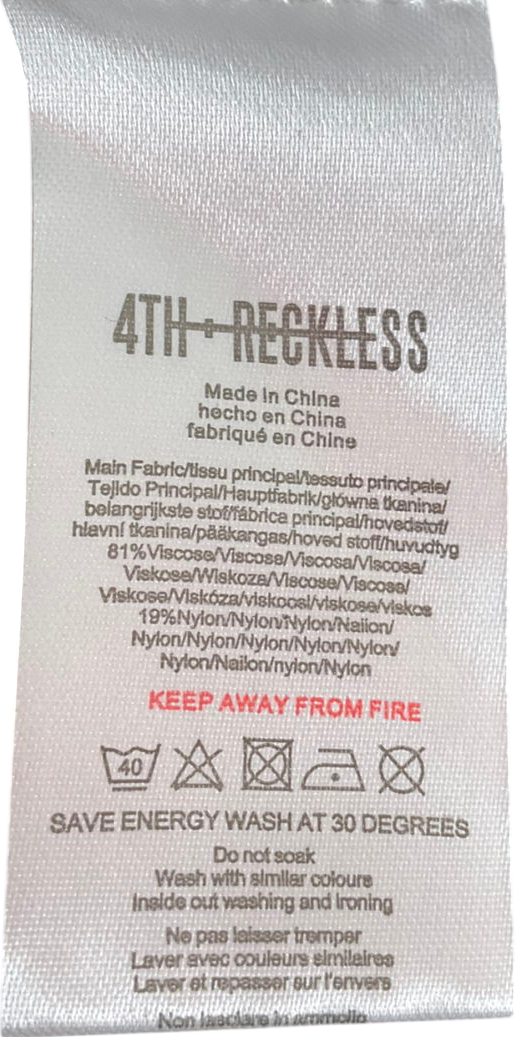 4TH + RECKLESS
Made in China
hecho en China
fabriqué en Chine
Main Fabric/tissu principal/tessuto principale/
Tejido Principal/Hauptfabrik/główna tkanina/
belangrijkste stof/fábrica principal/hovedstof/
hlavní tkanina/pääkangas/hoved stoff/huvudtyg
81%Viscose/Viscose/Viscosa/Viscosa/
Viskose/Wiskoza/Viscose/Viscose/
Viskose/Viskóza/viskoosi/viskose/viskos
19%Nylon/Nylon/Nylon/Nailon/
Nylon/Nylon/Nylon/Nylon/Nylon/
Nylon/Nailon/nylon/Nylon
KEEP AWAY FROM FIRE
40
SAVE ENERGY WASH AT 30 DEGREES
Do not soak
Wash with similar colours
Inside out washing and ironing
Ne pas laisser tremper
Laver avec couleurs similaires
Laver et repasser sur l'envers
Non lasciare in ammollo